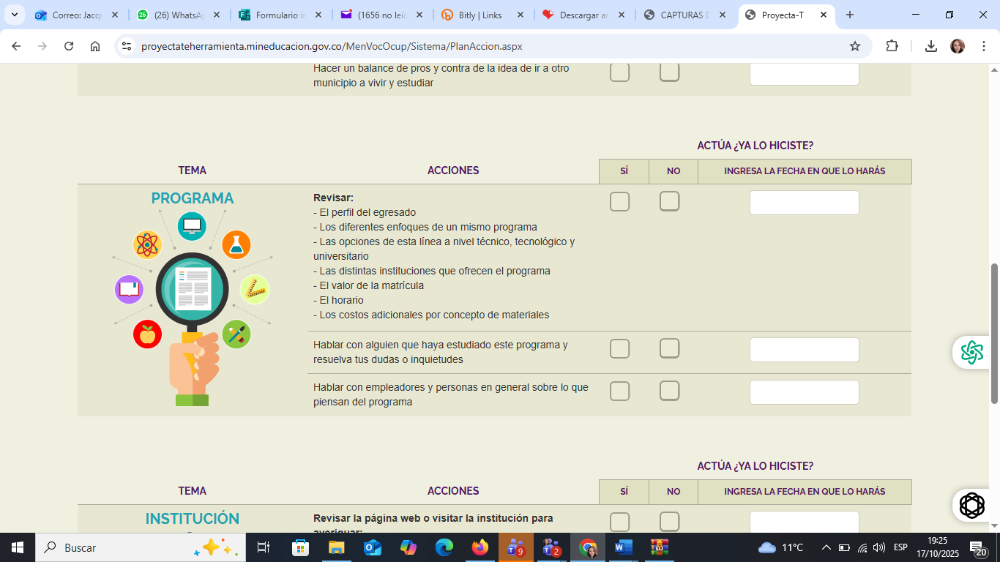 Correo: Jacq
(26) WhatsAp
Formulario in
(1656 no leíd
Bitly | Links
Descargar ar
CAPTURAS D
Proyecta-T
proyectateherramienta.mineducacion.gov.co/MenVocOcup/Sistema/PlanAccion.aspx
Hacer un balance de pros y contra de la idea de ir a otro
municipio a vivir y estudiar
ACTÚA ¿YA LO HICISTE?
TEMA
ACCIONES
SÍ
NO
INGRESA LA FECHA EN QUE LO HARÁS
PROGRAMA
Revisar:
- El perfil del egresado
- Los diferentes enfoques de un mismo programa
- Las opciones de esta línea a nivel técnico, tecnológico y
universitario
- Las distintas instituciones que ofrecen el programa
- El valor de la matrícula
- El horario
- Los costos adicionales por concepto de materiales
Hablar con alguien que haya estudiado este programa y
resuelva tus dudas o inquietudes
Hablar con empleadores y personas en general sobre lo que
piensan del programa
ACTÚA ¿YA LO HICISTE?
TEMA
ACCIONES
SÍ
NO
INGRESA LA FECHA EN QUE LO HARÁS
INSTITUCIÓN
Revisar la página web o visitar la institución para
averiguar:
Buscar
9
2
11°C
ESP
19:25
17/10/2025
20